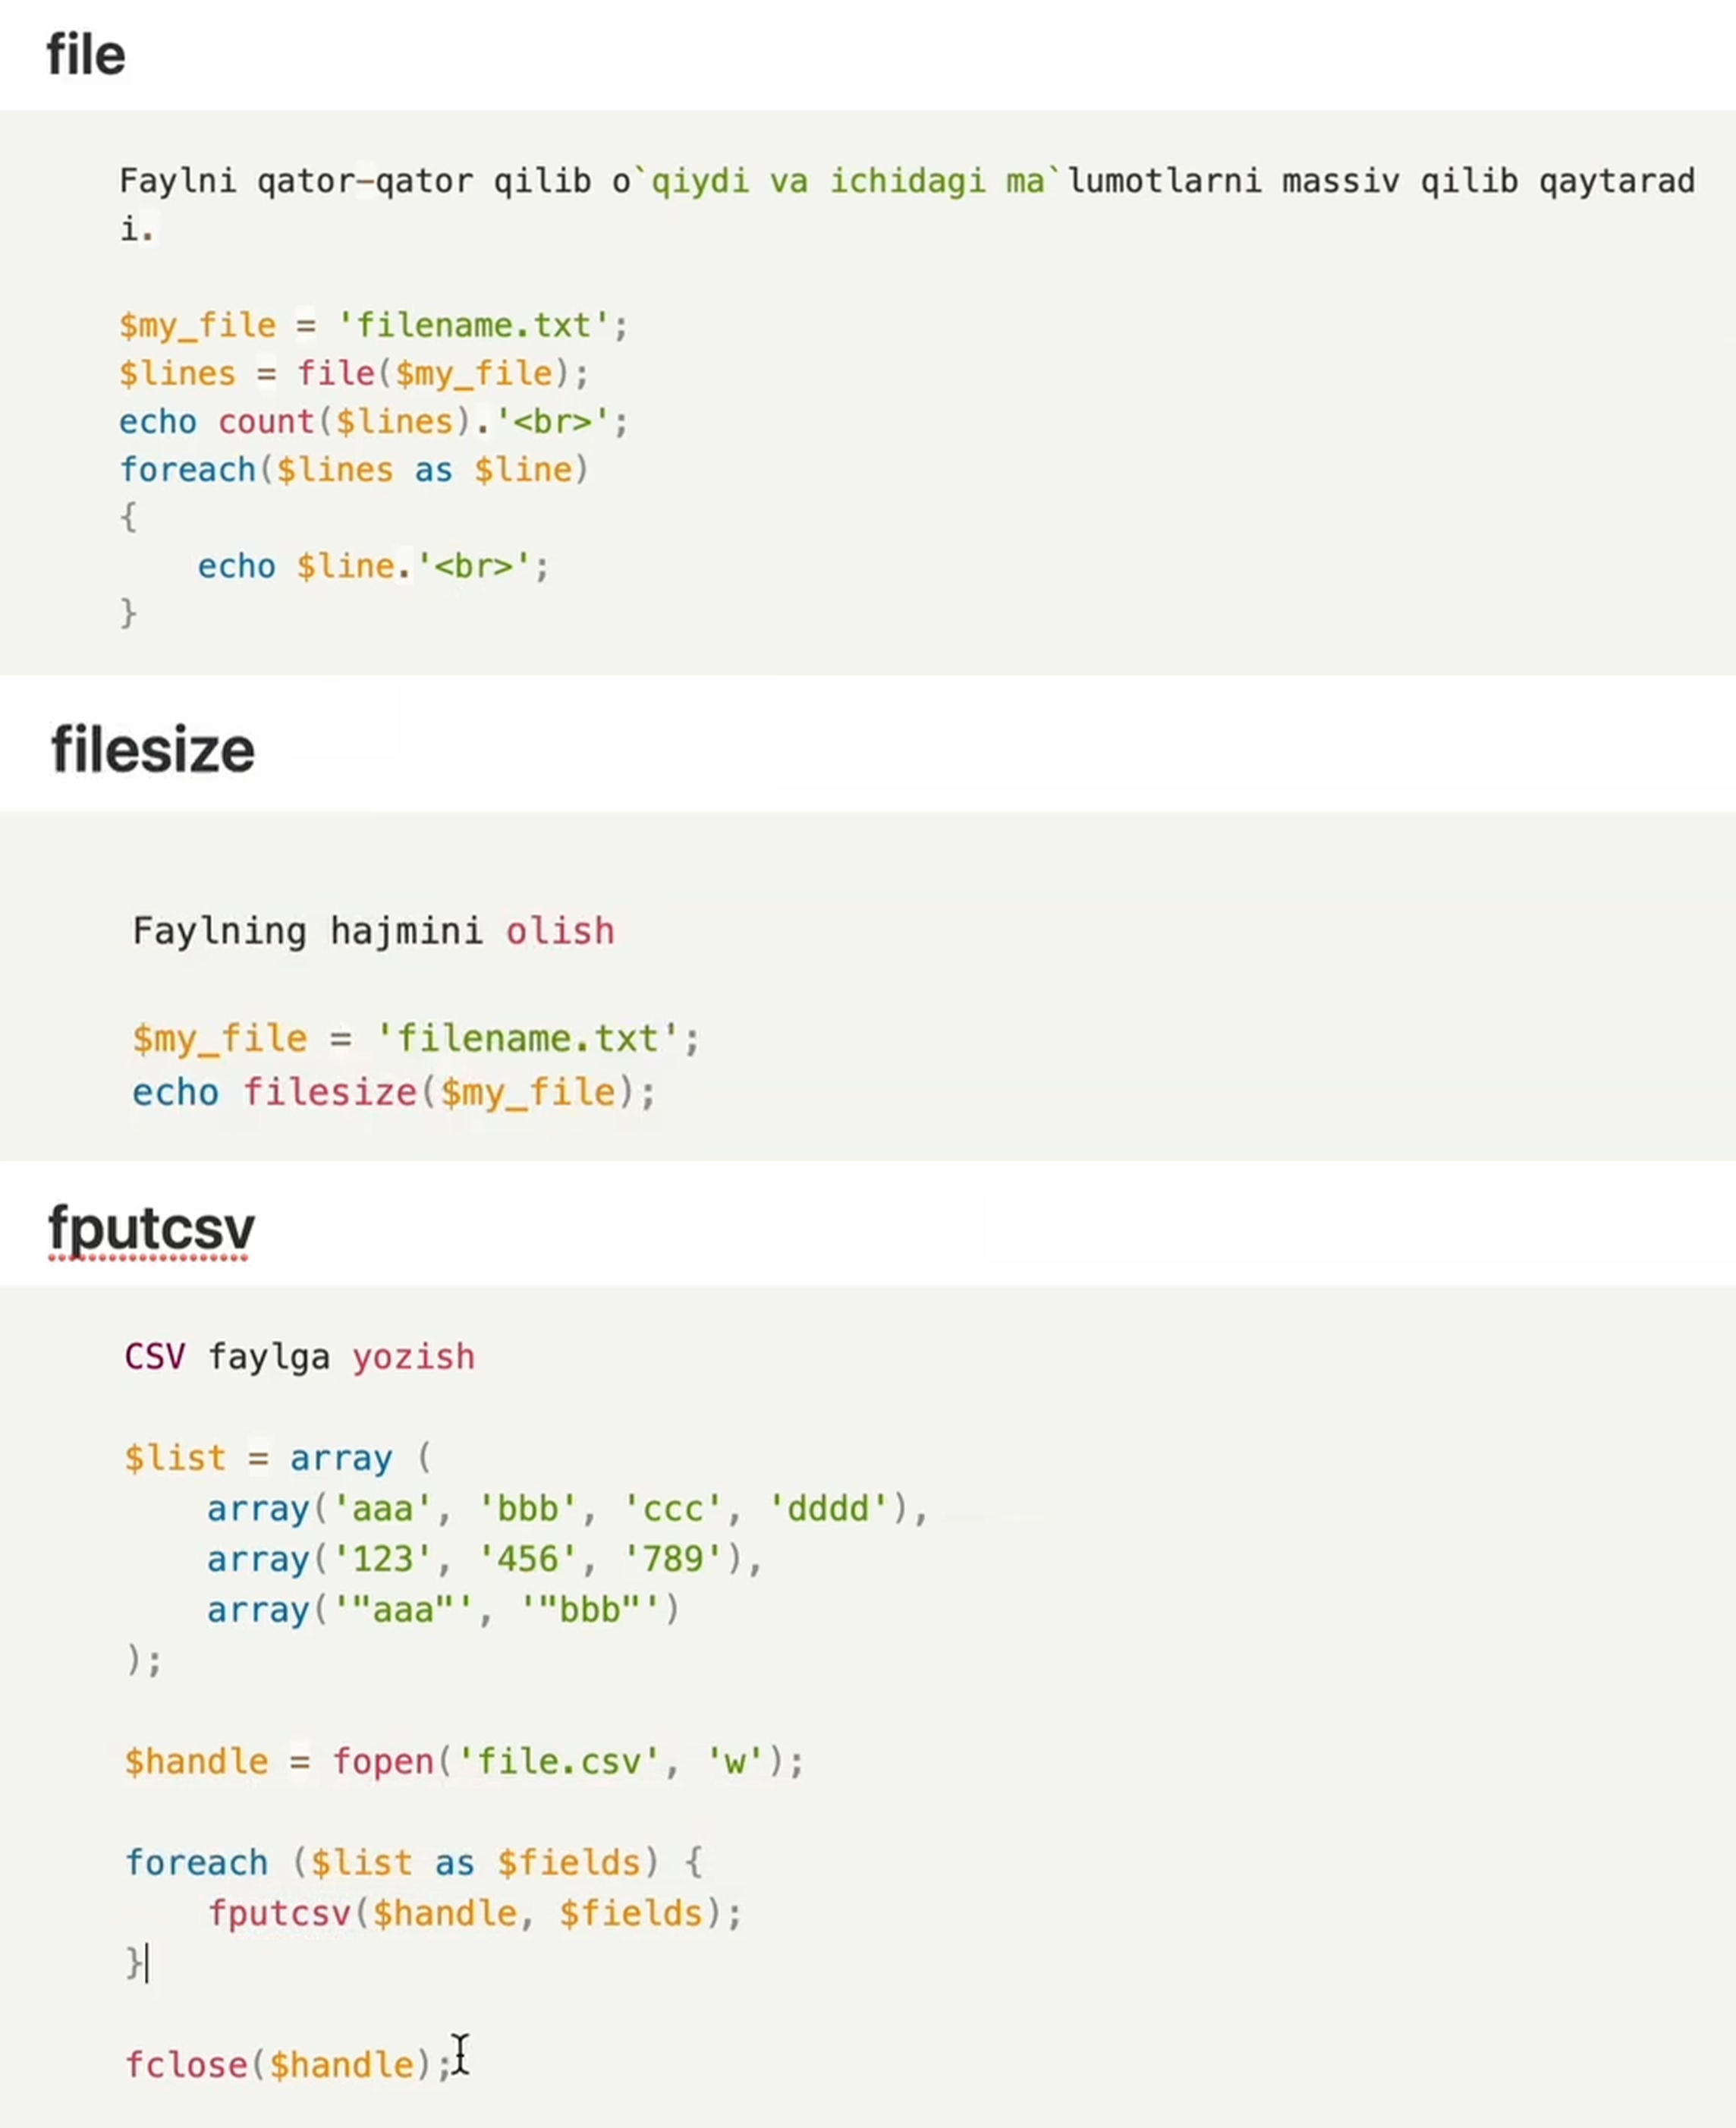 file
Faylni qator-qator qilib o`qiydi va ichidagi ma`lumotlarni massiv qilib qaytarad
i.
$my_file = 'filename.txt';
$lines = file($my_file);
echo count($lines).'<br>';
foreach($lines as $line)
{
    echo $line.'<br>';
}
filesize
Faylning hajmini olish
$my_file = 'filename.txt';
echo filesize($my_file);
fputcsv
CSV faylga yozish
$list = array (
    array('aaa', 'bbb', 'ccc', 'dddd'),
    array('123', '456', '789'),
    array('"aaa"', '"bbb"')
);
$handle = fopen('file.csv', 'w');
foreach ($list as $fields) {
    fputcsv($handle, $fields);
}
fclose($handle);